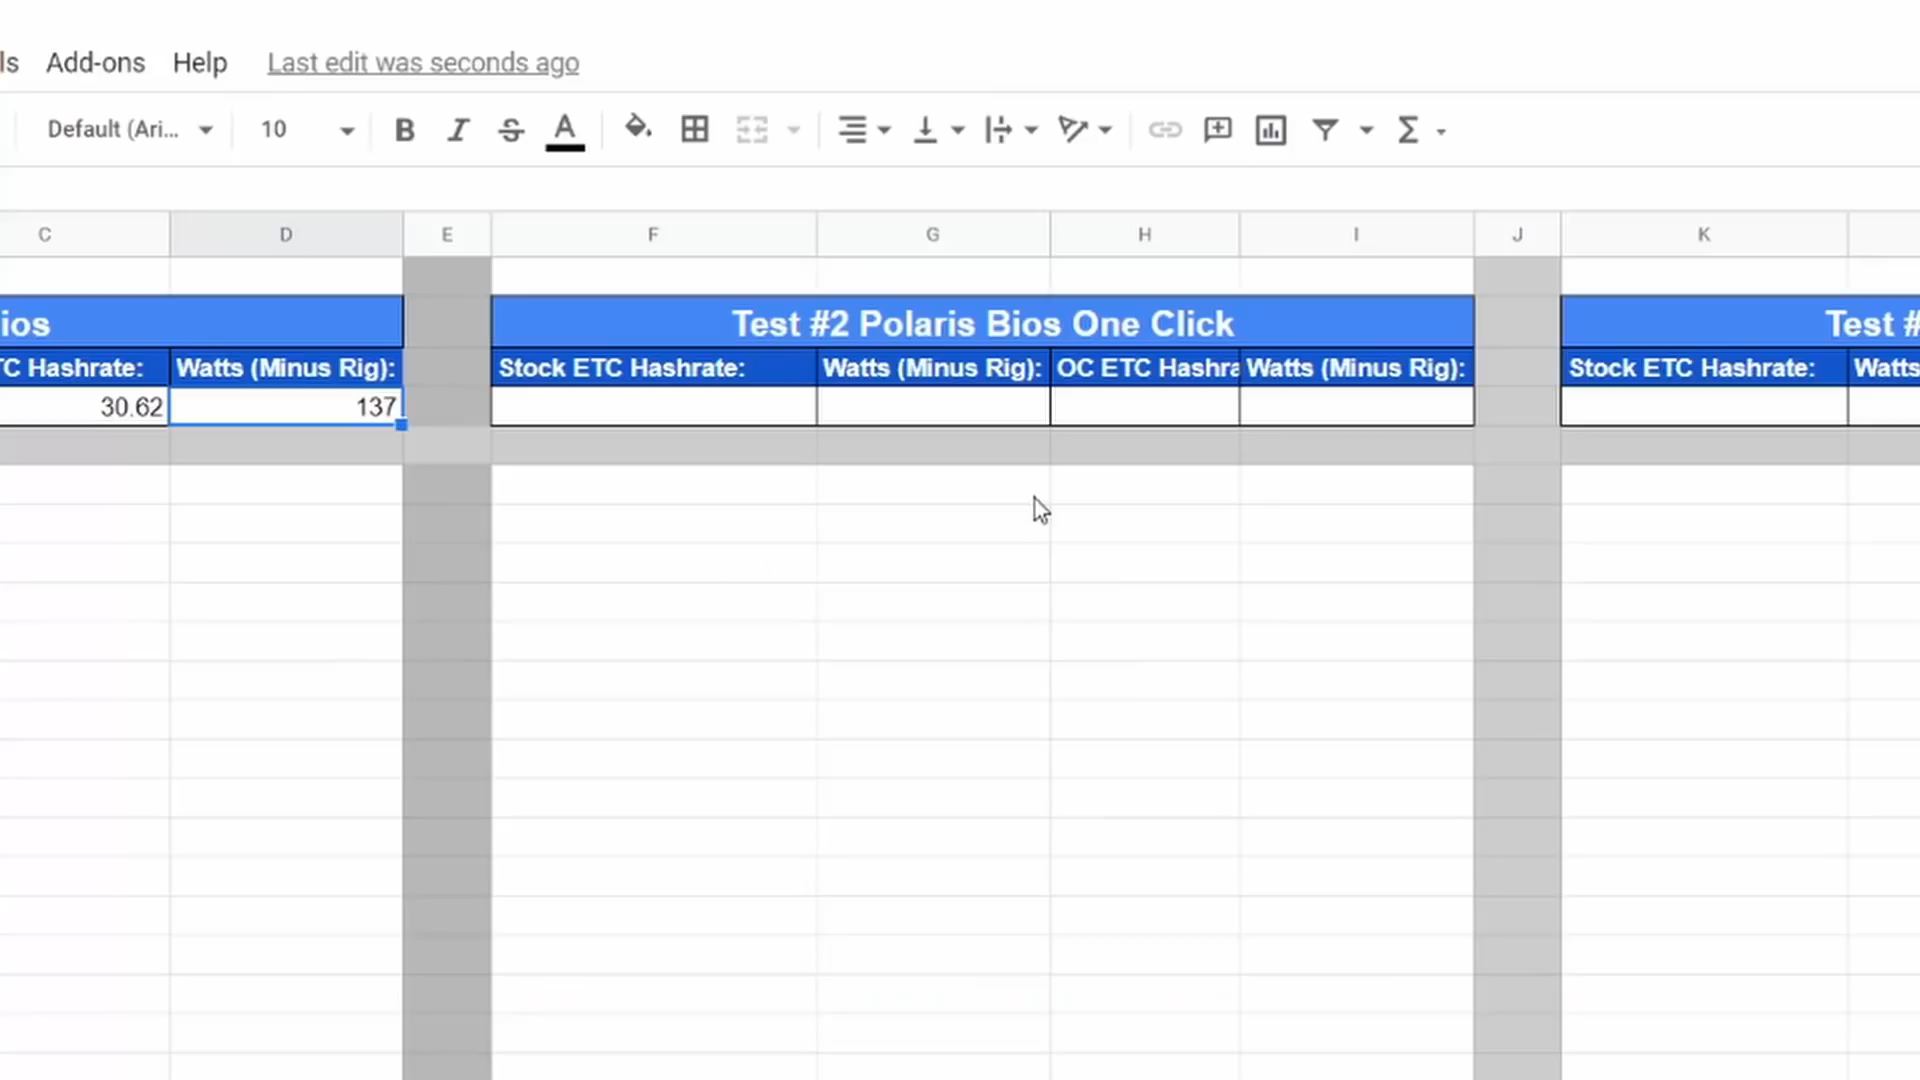 ls Add-ons Help Last edit was seconds ago
Default (Ari... 10 B I S A
C D E F G H I J K
ios Test #2 Polaris Bios One Click Test #
TC Hashrate: Watts (Minus Rig): Stock ETC Hashrate: Watts (Minus Rig): OC ETC Hashra Watts (Minus Rig): Stock ETC Hashrate: Watts
30.62 137